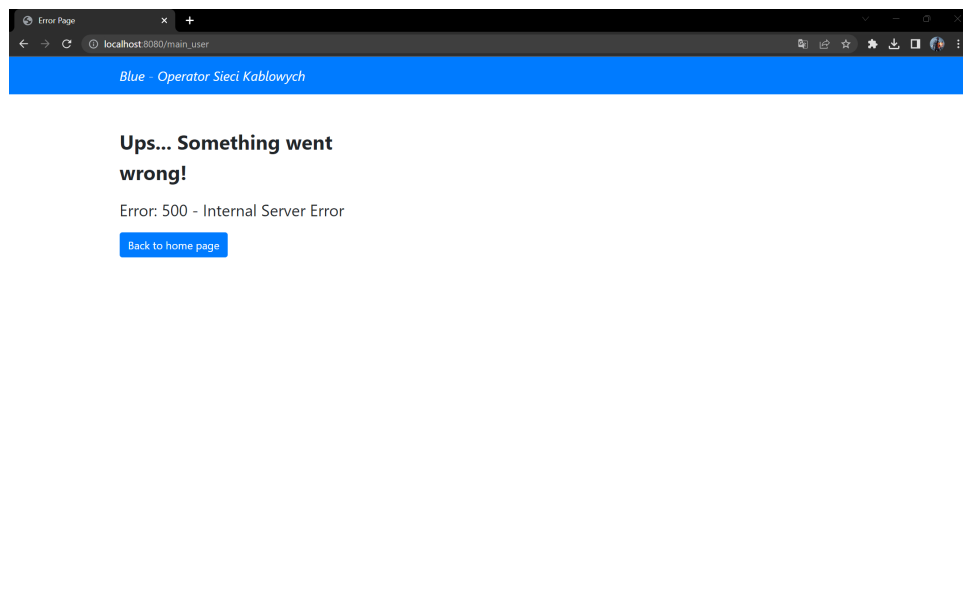 Error Page
localhost:8080/main_user
Blue - Operator Sieci Kablowych
Ups... Something went
wrong!
Error: 500 - Internal Server Error
Back to home page